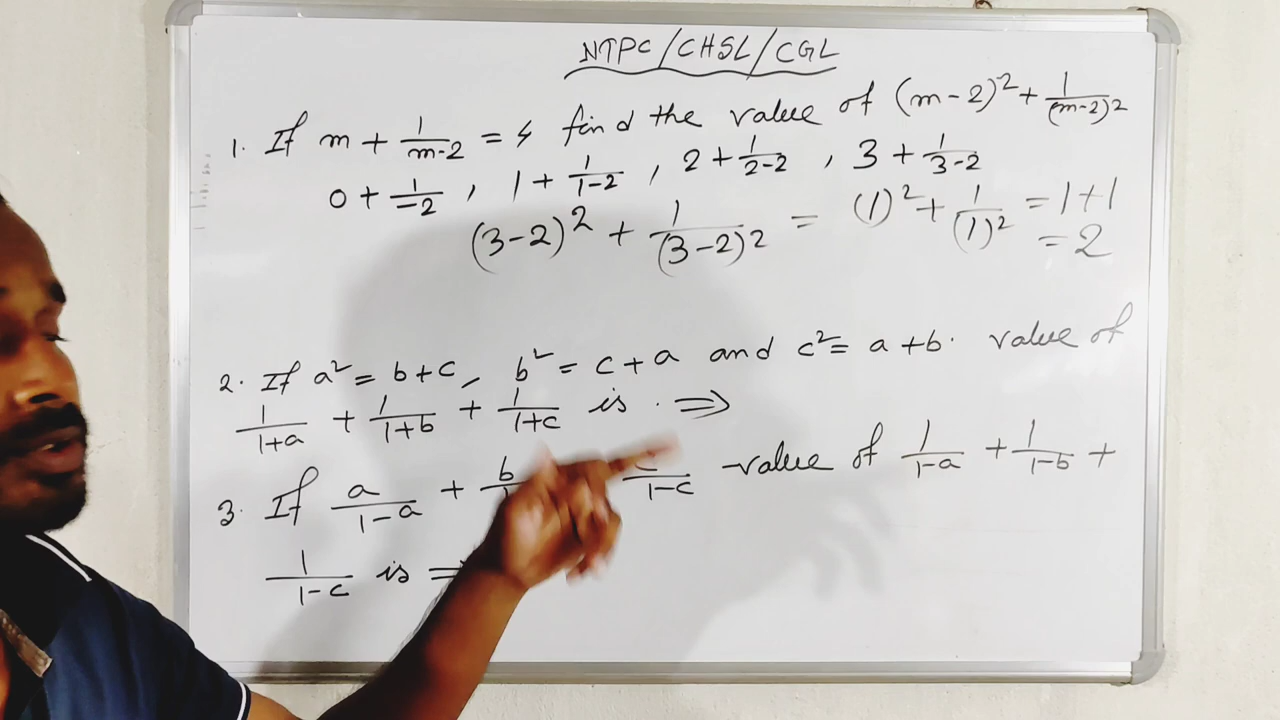 NTPC/CHSL/CGL
1. If m + 1/(m-2) = 4 find the value of (m-2)² + 1/(m-2)²
0 + 1/-2 , 1 + 1/(1-2) , 2 + 1/(2-2) , 3 + 1/(3-2)
(3-2)² + 1/(3-2)² = (1)² + 1/(1)² = 1+1
= 2
2. If a² = b+c, b² = c+a and c² = a+b. value of
1/(1+a) + 1/(1+b) + 1/(1+c) is ⇒
3. If a/(1-a) + b/ /(1-c) value of 1/(1-a) + 1/(1-b) +
1/(1-c) is ⇒